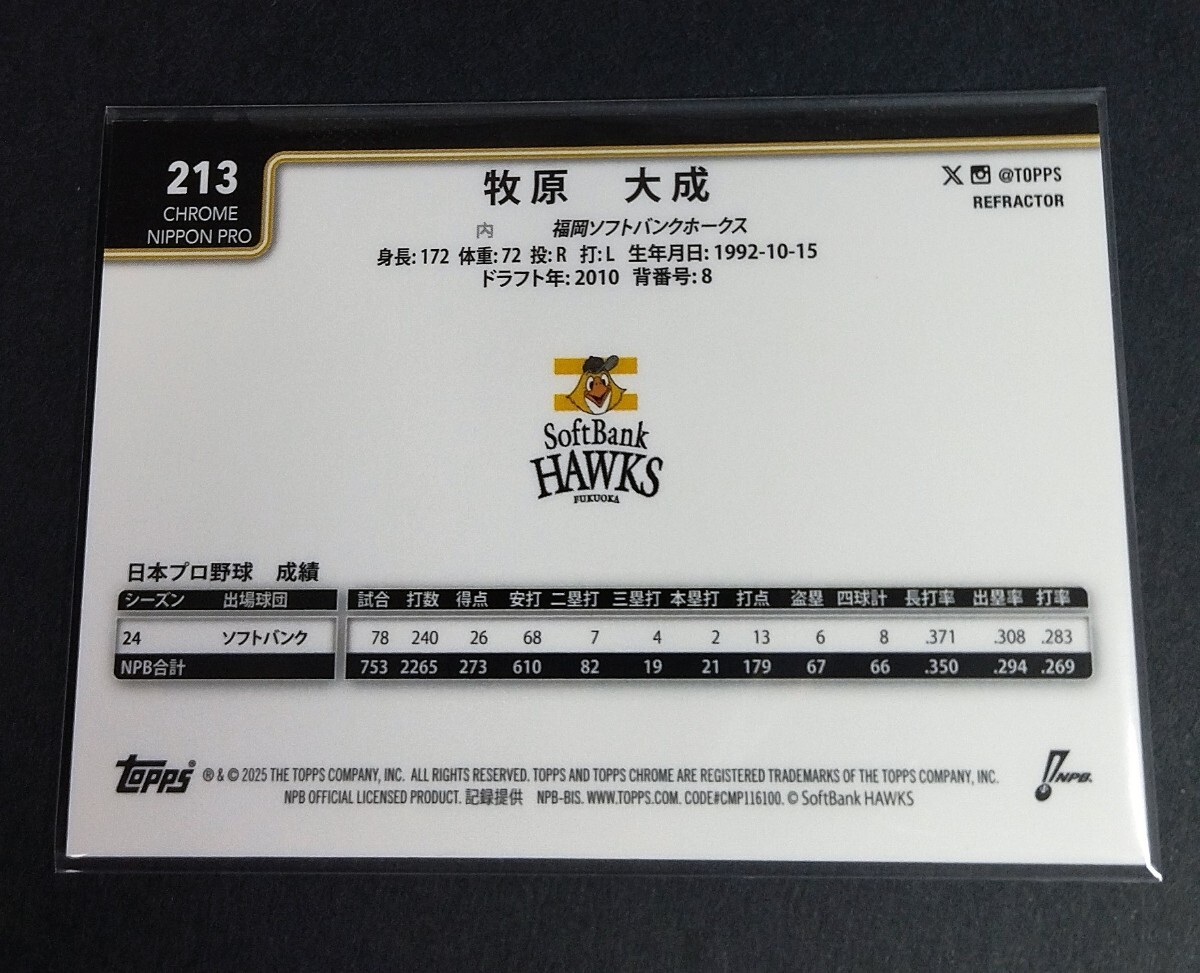 213
CHROME
NIPPON PRO
牧原 大成
@TOPPS
REFRACTOR
内 福岡ソフトバンクホークス
身長: 172 体重: 72 投: R 打: L 生年月日: 1992-10-15
ドラフト年: 2010 背番号: 8
SoftBank
HAWKS
FUKUOKA
日本プロ野球 成績
シーズン 出場球団 試合 打数 得点 安打 二塁打 三塁打 本塁打 打点 盗塁 四球計 長打率 出塁率 打率
24 ソフトバンク 78 240 26 68 7 4 2 13 6 8 .371 .308 .283
NPB合計 753 2265 273 610 82 19 21 179 67 66 .350 .294 .269
topps® ® & © 2025 THE TOPPS COMPANY, INC. ALL RIGHTS RESERVED. TOPPS AND TOPPS CHROME ARE REGISTERED TRADEMARKS OF THE TOPPS COMPANY, INC.
NPB OFFICIAL LICENSED PRODUCT. 記録提供 NPB-BIS. WWW.TOPPS.COM. CODE#CMP116100. © SoftBank HAWKS
NPB.